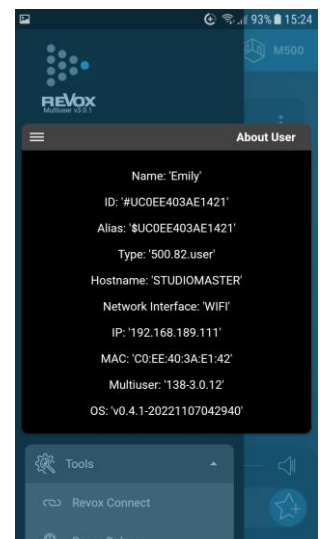 93% 15:24
M500
REVOX
Multiuser v3.0.1
About User
Name: 'Emily'
ID: '#UC0EE403AE1421'
Alias: '$UC0EE403AE1421'
Type: '500.82.user'
Hostname: 'STUDIOMASTER'
Network Interface: 'WIFI'
IP: '192.168.189.111'
MAC: 'C0:EE:40:3A:E1:42'
Multiuser: '138-3.0.12'
OS: 'v0.4.1-20221107042940'
Tools
Revox Connect